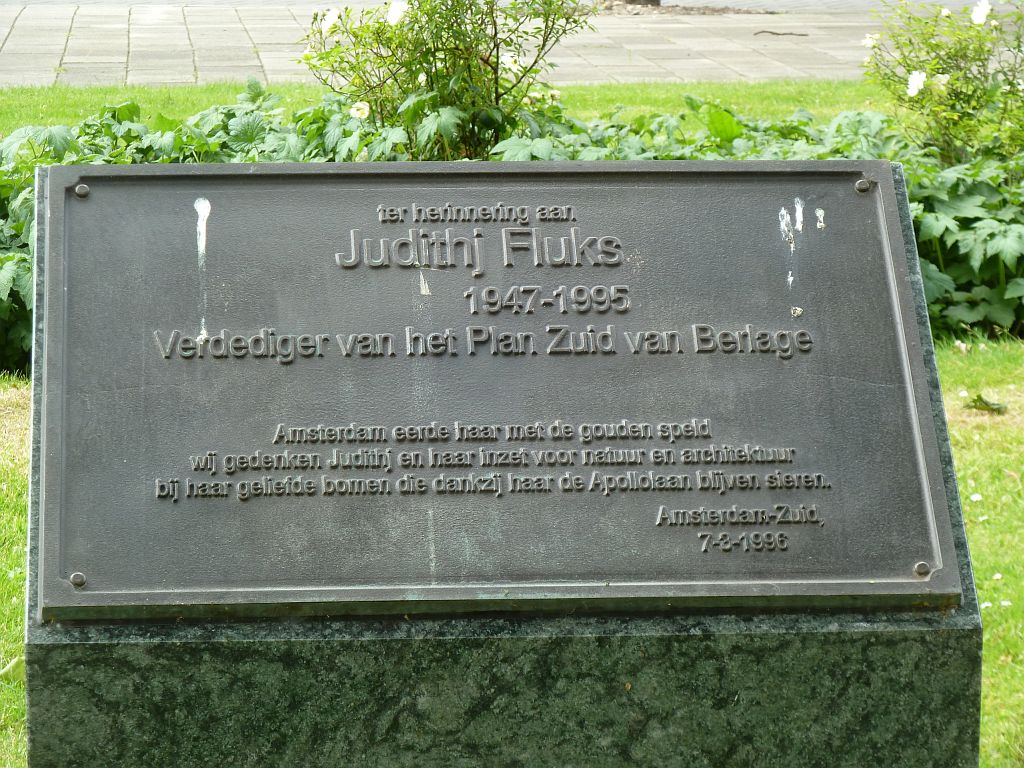 ter herinnering aan
Judithj Fluks
1947-1995
Verdediger van het Plan Zuid van Berlage
Amsterdam eerde haar met de gouden speld
wij gedenken Judithj en haar inzet voor natuur en architektuur
bij haar geliefde bomen die dankzij haar de Apollolaan blijven sieren.
Amsterdam-Zuid,
7-3-1996